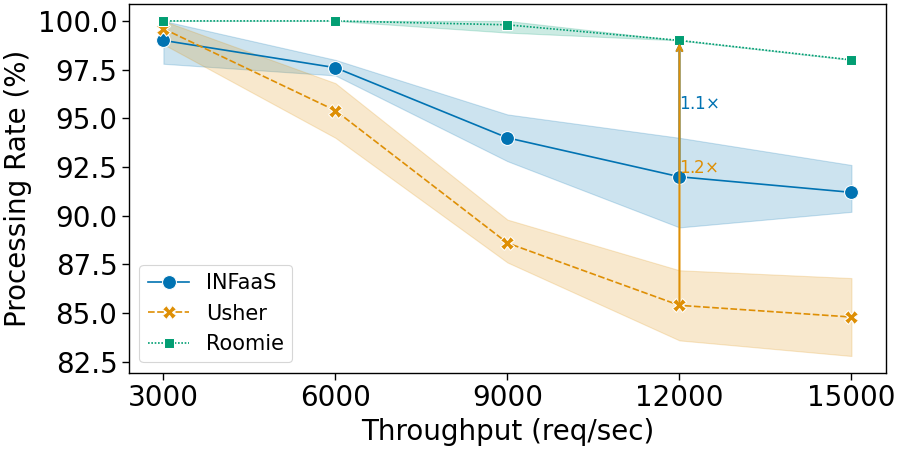 Processing Rate (%)
100.0
97.5
95.0
92.5
90.0
87.5
85.0
82.5
1.1×
1.2×
INFaaS
Usher
Roomie
3000 6000 9000 12000 15000
Throughput (req/sec)